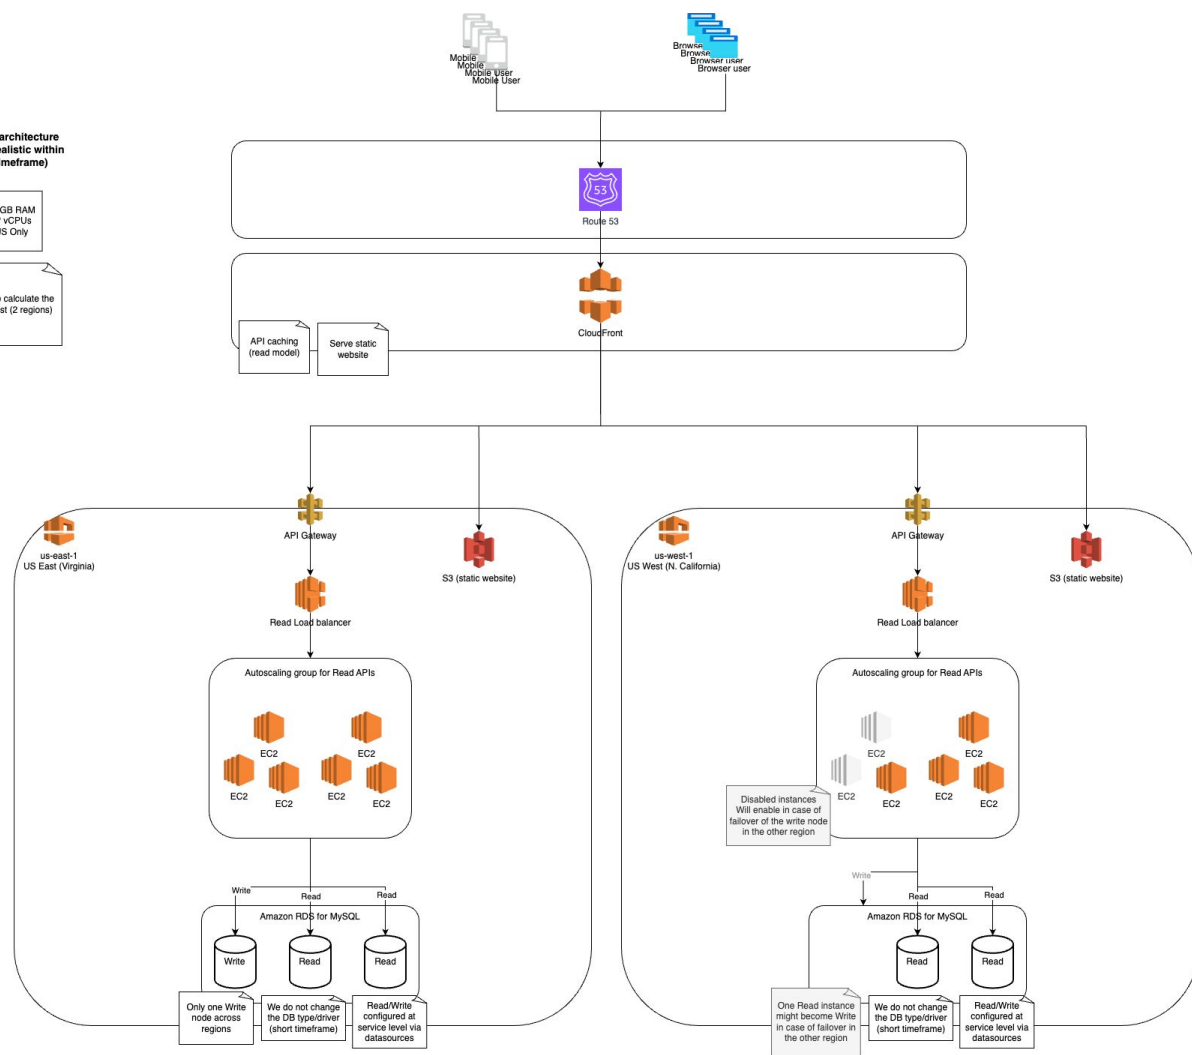 Mobile
Mobile
Mobile User
Mobile User
Browse
Browse
Browser user
Browser user
architecture
ealistic within
imeframe)
GB RAM
vCPUs
S Only
calculate the
st (2 regions)
53
Route 53
CloudFront
API caching
(read model)
Serve static
website
us-east-1
US East (Virginia)
API Gateway
S3 (static website)
Read Load balancer
Autoscaling group for Read APIs
EC2
EC2
EC2
EC2
EC2
EC2
Write
Read
Read
Amazon RDS for MySQL
Write
Read
Read
Only one Write
node across
regions
We do not change
the DB type/driver
(short timeframe)
Read/Write
configured at
service level via
datasources
us-west-1
US West (N. California)
API Gateway
S3 (static website)
Read Load balancer
Autoscaling group for Read APIs
EC2
EC2
EC2
EC2
EC2
Disabled instances
Will enable in case of
failover of the write node
in the other region
Write
Read
Read
Amazon RDS for MySQL
Read
Read
One Read instance
might become Write
in case of failover in
the other region
We do not change
the DB type/driver
(short timeframe)
Read/Write
configured at
service level via
datasources